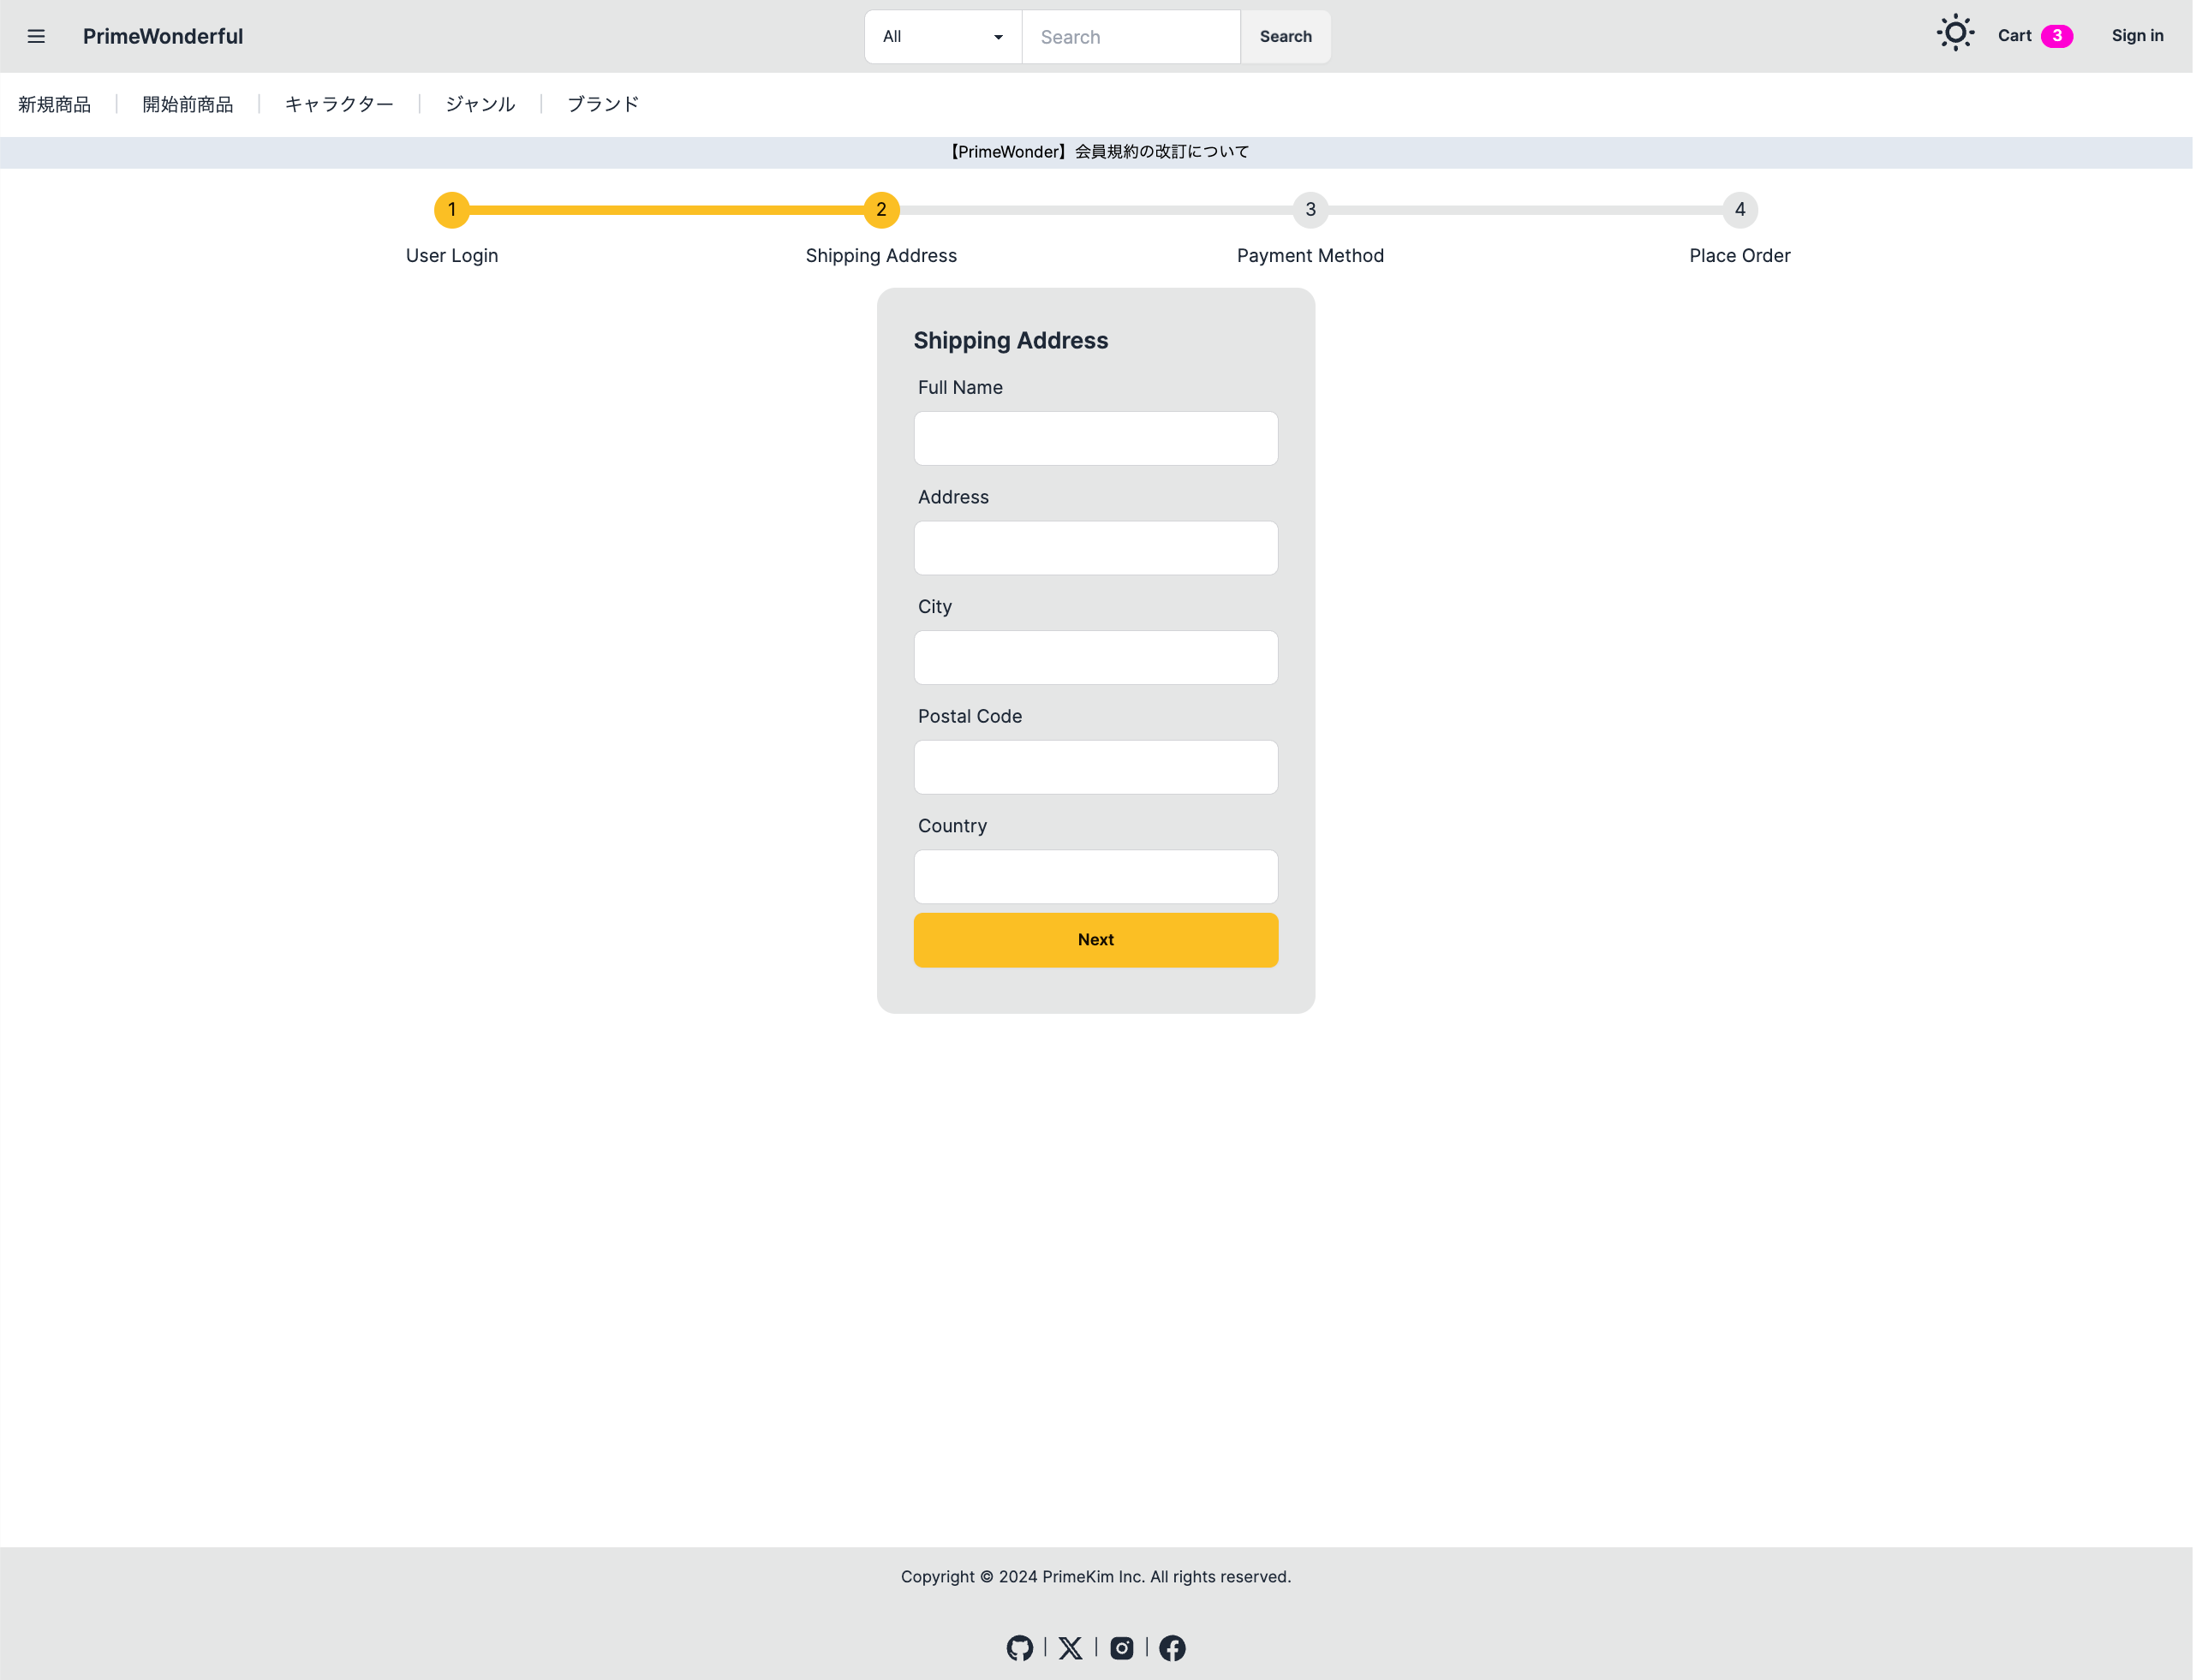 PrimeWonderful
All
Search
Search
Cart 3
Sign in
新規商品
開始前商品
キャラクター
ジャンル
ブランド
【PrimeWonder】会員規約の改訂について
1
2
3
4
User Login
Shipping Address
Payment Method
Place Order
Shipping Address
Full Name
Address
City
Postal Code
Country
Next
Copyright © 2024 PrimeKim Inc. All rights reserved.